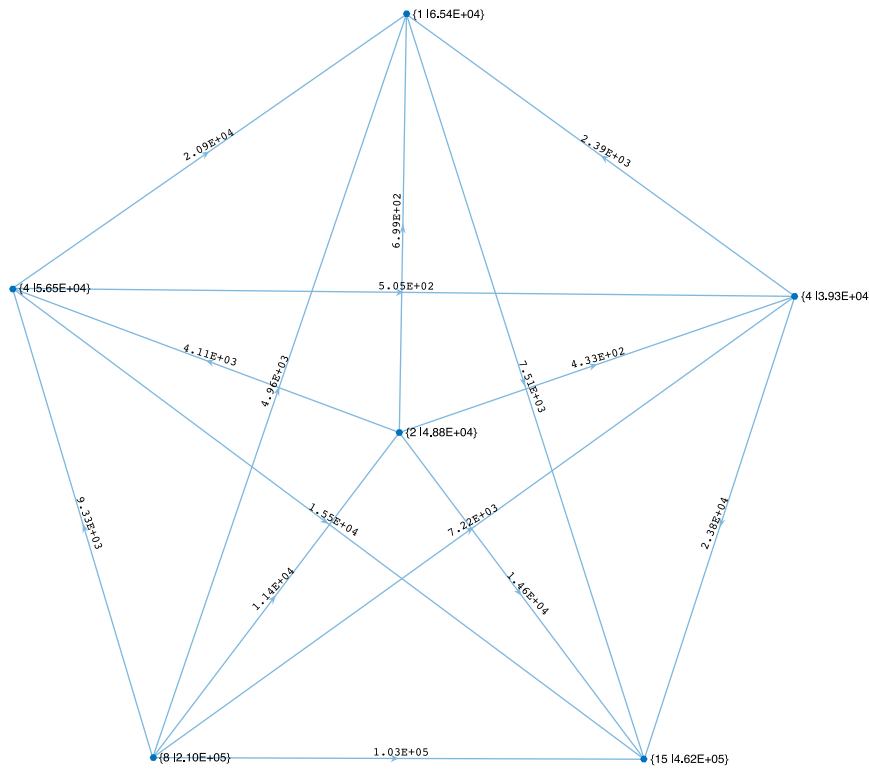 {1 |6.54E+04}
2.09E+04
2.39E+03
6.99E+02
{4 |5.65E+04}
5.05E+02
{4 |3.93E+04
4.11E+03
4.33E+02
4.96E+03
7.51E+03
{2 |4.88E+04}
9.33E+03
1.55E+04
7.22E+03
2.38E+04
1.14E+04
1.46E+04
{8 |2.10E+05}
1.03E+05
{15 |4.62E+05}